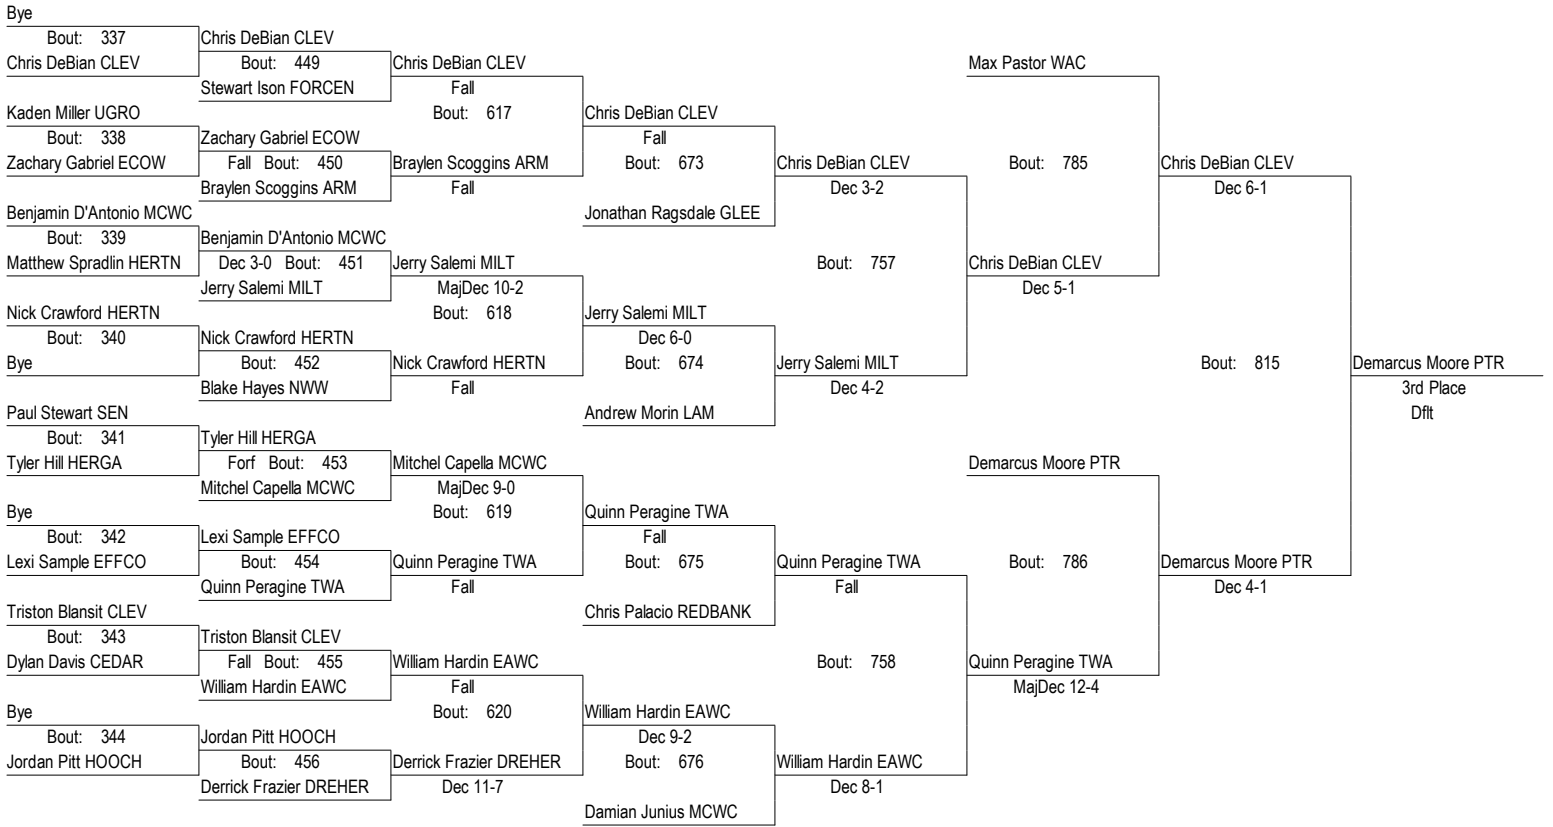 Bye
Bout: 337
Chris DeBian CLEV
Kaden Miller UGRO
Bout: 338
Zachary Gabriel ECOW
Benjamin D'Antonio MCWC
Bout: 339
Matthew Spradlin HERTN
Nick Crawford HERTN
Bout: 340
Bye
Paul Stewart SEN
Bout: 341
Tyler Hill HERGA
Bye
Bout: 342
Lexi Sample EFFCO
Triston Blansit CLEV
Bout: 343
Dylan Davis CEDAR
Bye
Bout: 344
Jordan Pitt HOOCH
Chris DeBian CLEV
Bout: 449
Stewart Ison FORCEN
Zachary Gabriel ECOW
Fall Bout: 450
Braylen Scoggins ARM
Benjamin D'Antonio MCWC
Dec 3-0 Bout: 451
Jerry Salemi MILT
Nick Crawford HERTN
Bout: 452
Blake Hayes NWW
Tyler Hill HERGA
Forf Bout: 453
Mitchel Capella MCWC
Lexi Sample EFFCO
Bout: 454
Quinn Peragine TWA
Triston Blansit CLEV
Fall Bout: 455
William Hardin EAWC
Jordan Pitt HOOCH
Bout: 456
Derrick Frazier DREHER
Chris DeBian CLEV
Fall
Bout: 617
Braylen Scoggins ARM
Fall
Jerry Salemi MILT
MajDec 10-2
Bout: 618
Nick Crawford HERTN
Fall
Mitchel Capella MCWC
MajDec 9-0
Bout: 619
Quinn Peragine TWA
Fall
William Hardin EAWC
Fall
Bout: 620
Derrick Frazier DREHER
Dec 11-7
Chris DeBian CLEV
Fall
Bout: 673
Jonathan Ragsdale GLEE
Jerry Salemi MILT
Dec 6-0
Bout: 674
Andrew Morin LAM
Quinn Peragine TWA
Fall
Bout: 675
Chris Palacio REDBANK
William Hardin EAWC
Dec 9-2
Bout: 676
Damian Junius MCWC
Chris DeBian CLEV
Dec 3-2
Bout: 757
Jerry Salemi MILT
Dec 4-2
Quinn Peragine TWA
Fall
Bout: 758
William Hardin EAWC
Dec 8-1
Max Pastor WAC
Bout: 785
Chris DeBian CLEV
Dec 5-1
Demarcus Moore PTR
Bout: 786
Quinn Peragine TWA
MajDec 12-4
Chris DeBian CLEV
Dec 6-1
Bout: 815
Demarcus Moore PTR
Dec 4-1
Demarcus Moore PTR
3rd Place
Dflt